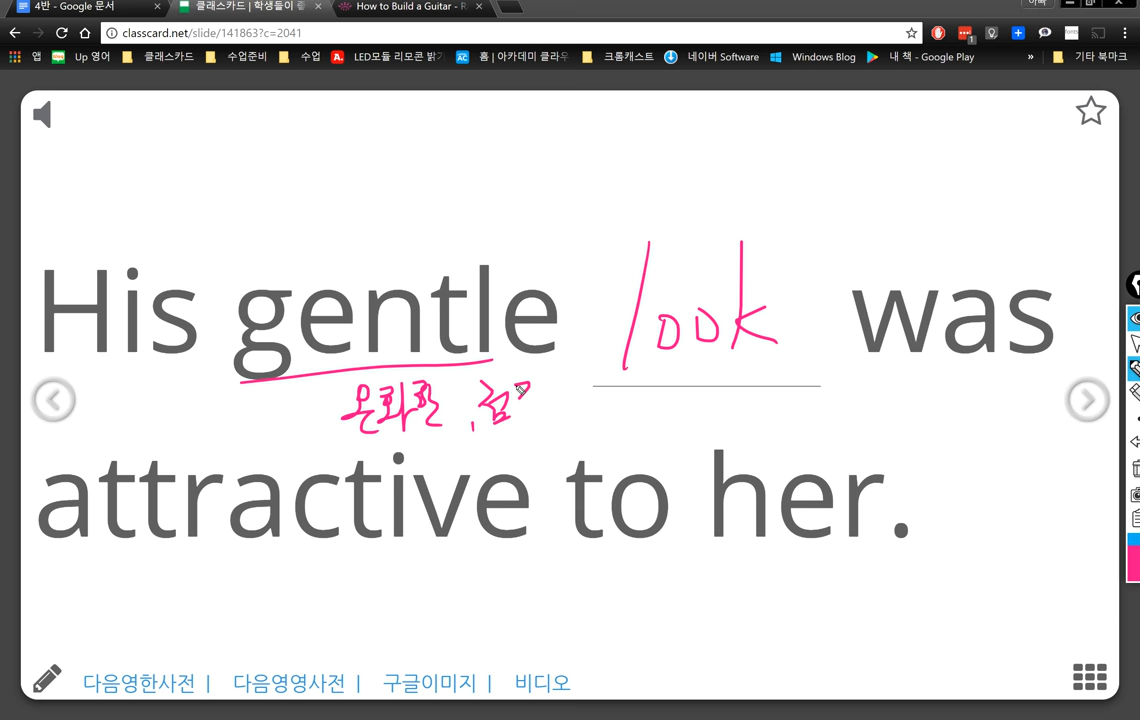 4반 - Google 문서
클래스카드 | 학생들이 좋
How to Build a Guitar - R
classcard.net/slide/141863?c=2041
앱 Up 영어 클래스카드 수업준비 수업 LED모듈 리모콘 밝기 홈 | 아카데미 클라우 크롬캐스트 네이버 Software Windows Blog 내 책 - Google Play » 기타 북마크
His gentle look was
온화한 ,
attractive to her.
다음영한사전 | 다음영영사전 | 구글이미지 | 비디오